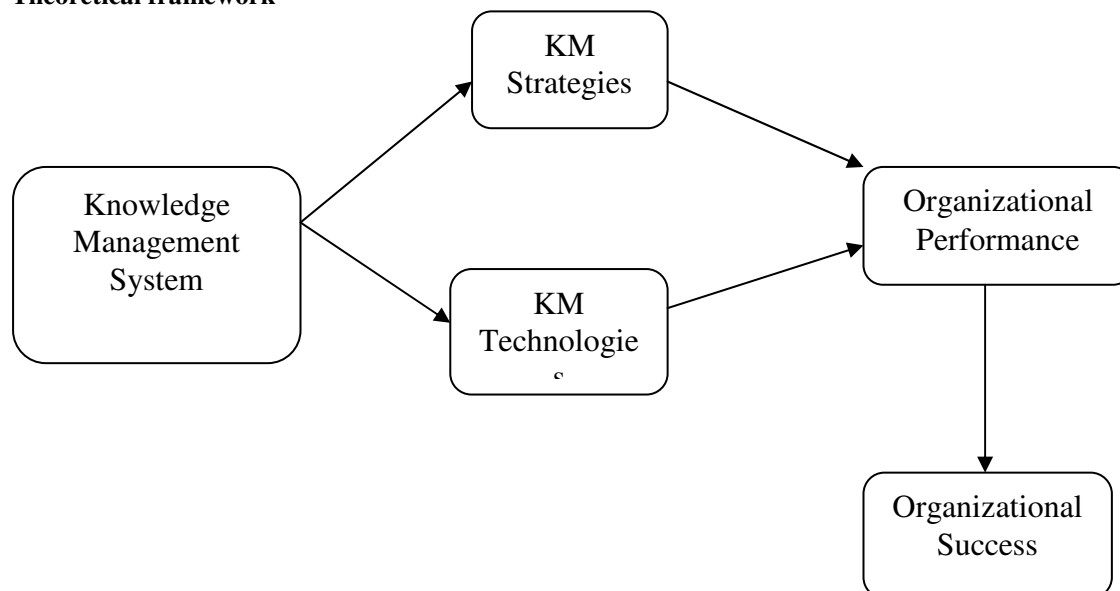 Theoretical framework
KM
Strategies
Knowledge
Management
System
Organizational
Performance
KM
Technologie
s
Organizational
Success